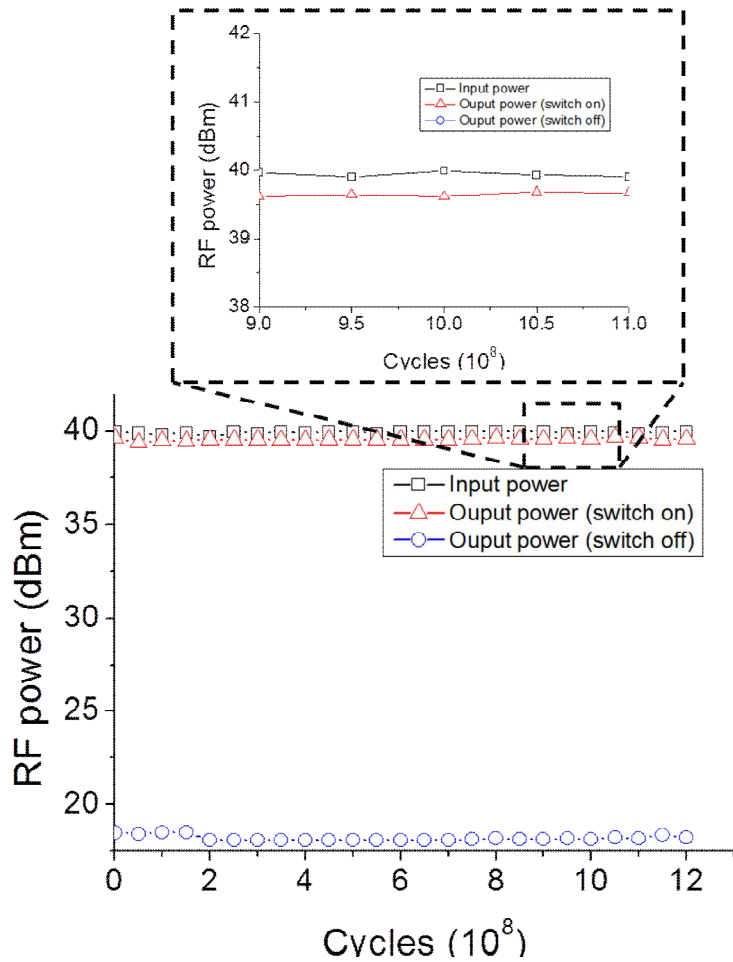 42
41
40
39
38
RF power (dBm)
Input power
Ouput power (switch on)
Ouput power (switch off)
9.0 9.5 10.0 10.5 11.0
Cycles (10⁸)
40
35
30
25
20
RF power (dBm)
Input power
Ouput power (switch on)
Ouput power (switch off)
0 2 4 6 8 10 12
Cycles (10⁸)